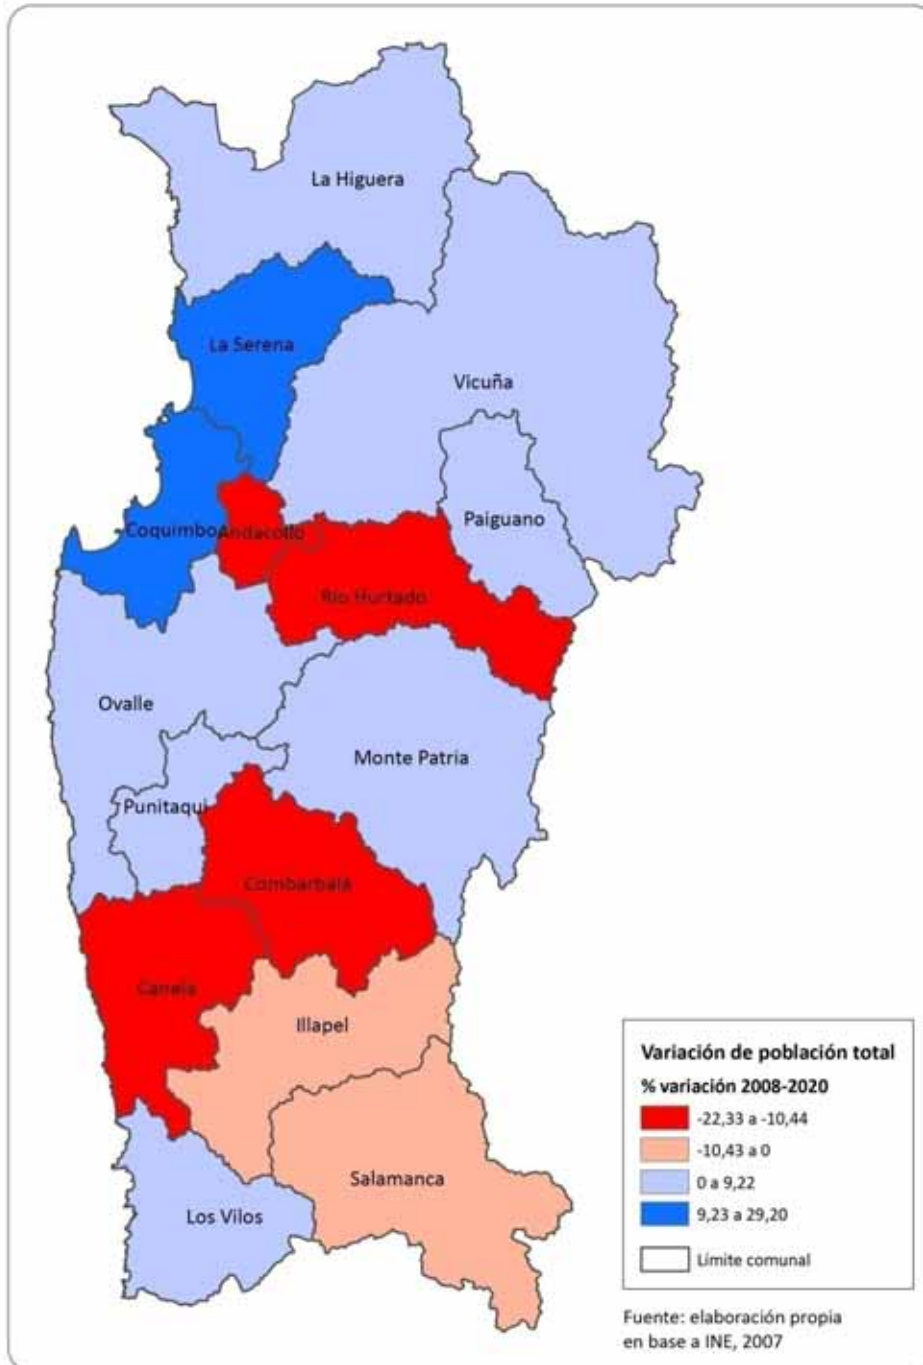 La Higuera
La Serena
Vicuña
Paiguano
Coquimbo
Andacollo
Río Hurtado
Ovalle
Monte Patria
Punitaqui
Combarbalá
Canela
Illapel
Salamanca
Los Vilos
Variación de población total
% variación 2008-2020
-22,33 a -10,44
-10,43 a 0
0 a 9,22
9,23 a 29,20
Límite comunal
Fuente: elaboración propia
en base a INE, 2007